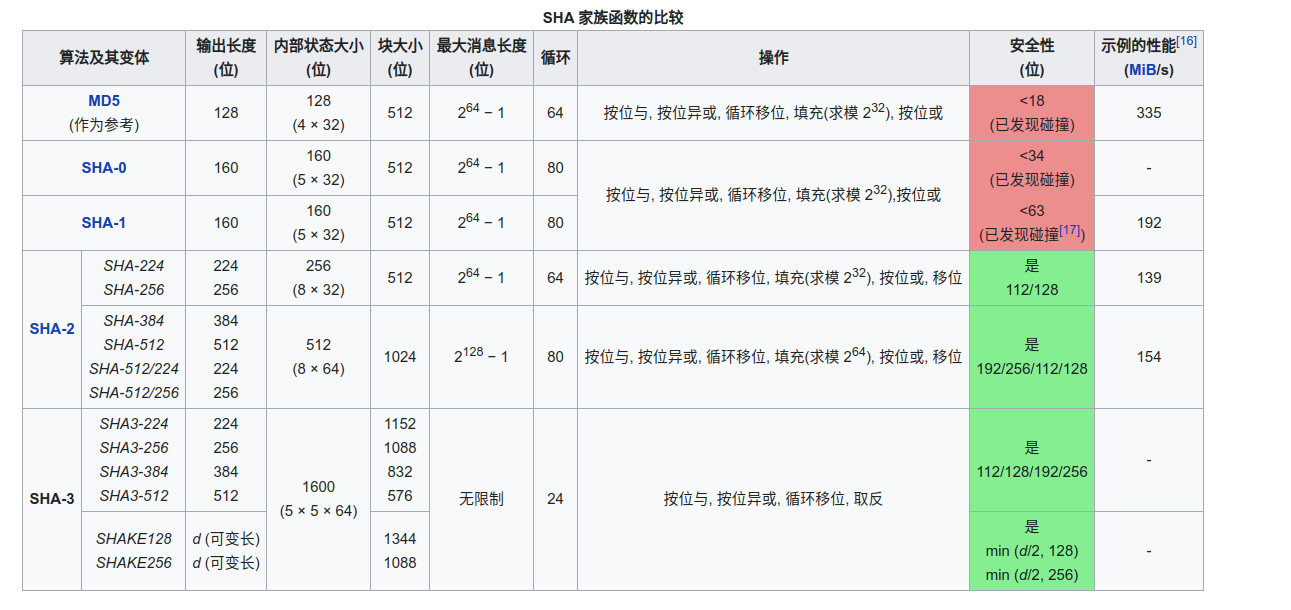 SHA 家族函数的比较
算法及其变体 输出长度 (位) 内部状态大小 (位) 块大小 (位) 最大消息长度 (位) 循环 操作 安全性 (位) 示例的性能[16] (MiB/s)
MD5 (作为参考) 128 128 (4 × 32) 512 2^64 − 1 64 按位与, 按位异或, 循环移位, 填充(求模 2^32), 按位或 <18 (已发现碰撞) 335
SHA-0 160 160 (5 × 32) 512 2^64 − 1 80 按位与, 按位异或, 循环移位, 填充(求模 2^32),按位或 <34 (已发现碰撞) -
SHA-1 160 160 (5 × 32) 512 2^64 − 1 80 <63 (已发现碰撞[17]) 192
SHA-2
SHA-224 224 256 512 2^64 − 1 64 按位与, 按位异或, 循环移位, 填充(求模 2^32), 按位或, 移位 是 139
SHA-256 256 (8 × 32) 112/128
SHA-384 384
SHA-512 512 512 1024 2^128 − 1 80 按位与, 按位异或, 循环移位, 填充(求模 2^64), 按位或, 移位 是 154
SHA-512/224 224 (8 × 64) 192/256/112/128
SHA-512/256 256
SHA-3
SHA3-224 224 1152
SHA3-256 256 1088 是 -
SHA3-384 384 832 112/128/192/256
SHA3-512 512 576
1600 (5 × 5 × 64) 无限制 24 按位与, 按位异或, 循环移位, 取反
SHAKE128 d (可变长) 1344 是 -
SHAKE256 d (可变长) 1088 min (d/2, 128)
min (d/2, 256)